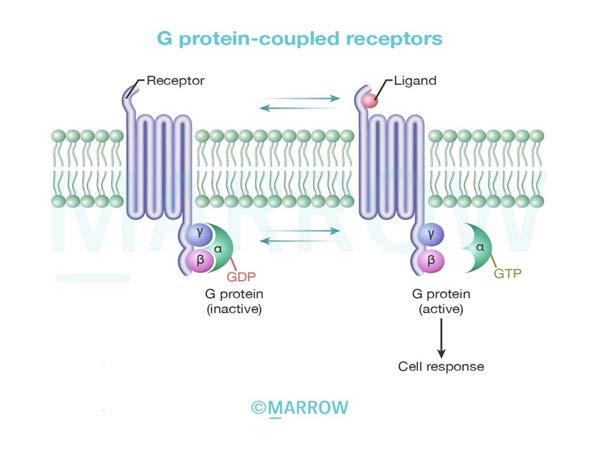 G protein-coupled receptors
Receptor
Ligand
MARROW
γ
α
β
GDP
γ
α
β
GTP
G protein
(inactive)
G protein
(active)
Cell response
©MARROW